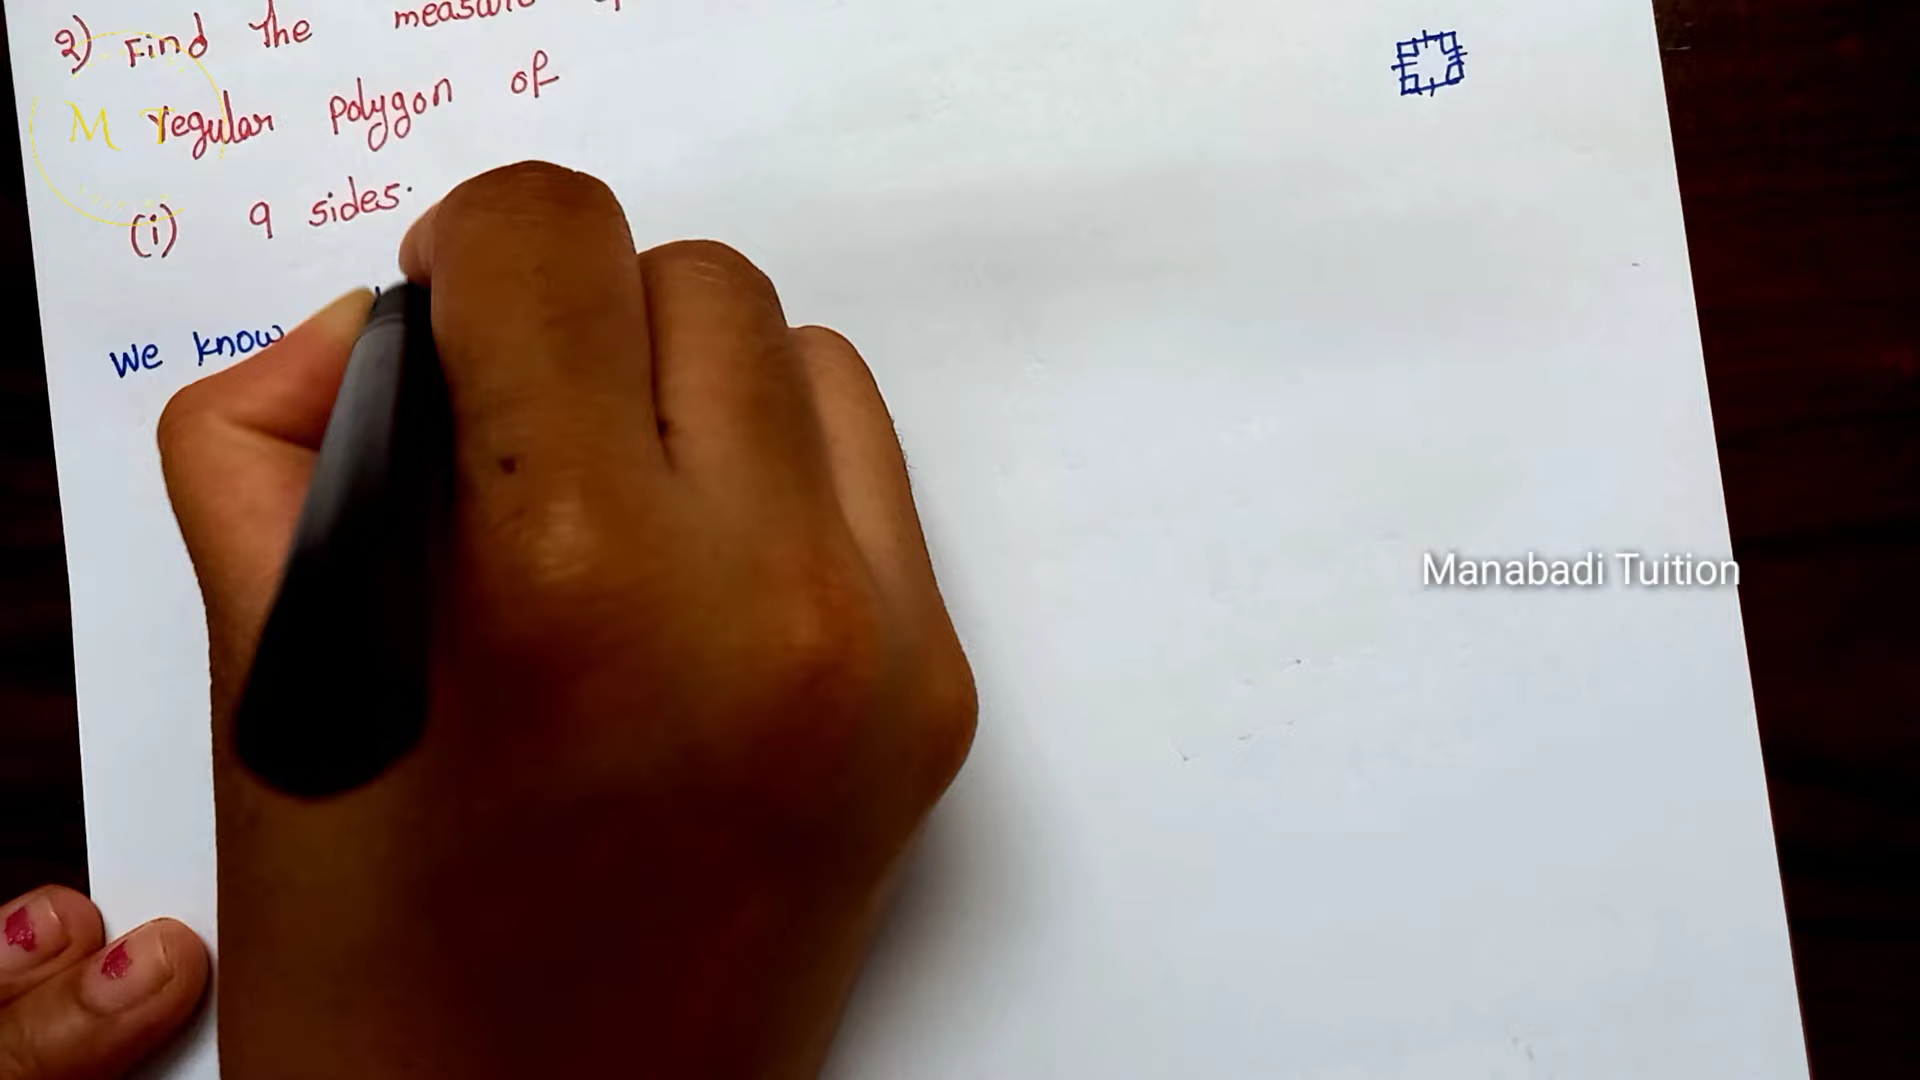 2) Find the measure
regular polygon of
(i) 9 sides.
We know
Manabadi Tuition
M T